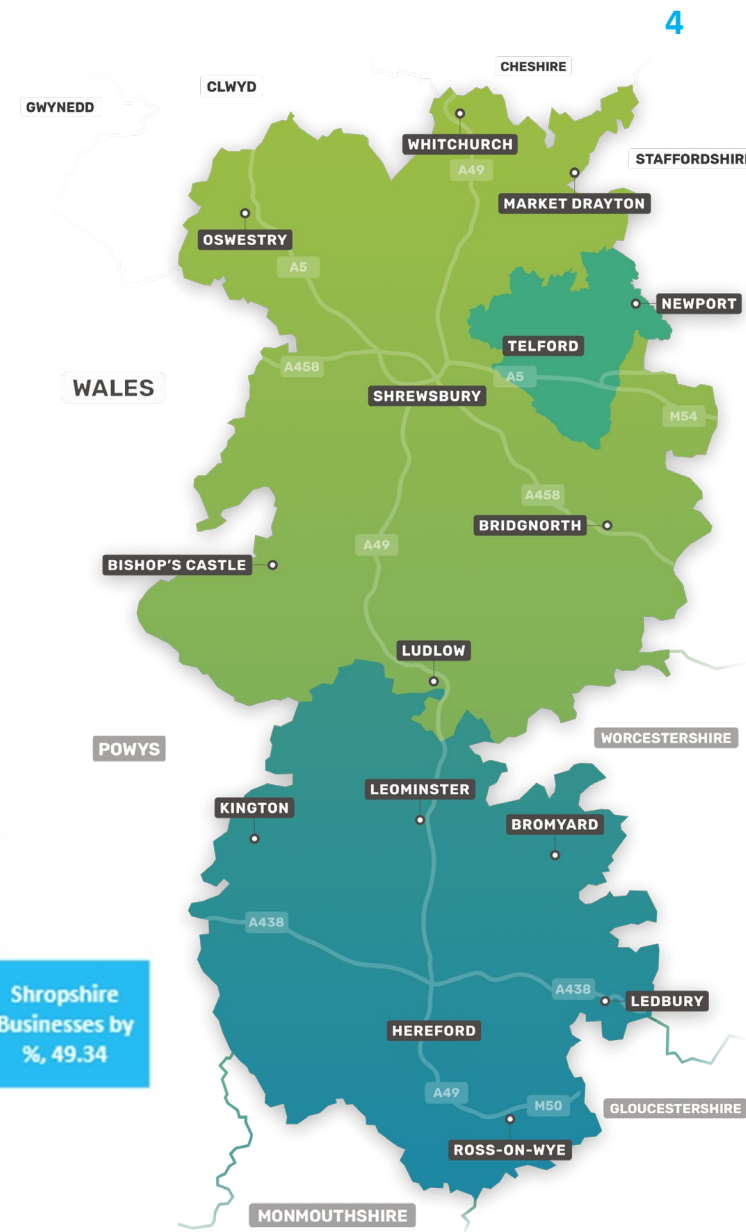 4
CHESHIRE
CLWYD
GWYNEDD
WHITCHURCH
STAFFORDSHIRE
A49
MARKET DRAYTON
OSWESTRY
A5
NEWPORT
TELFORD
A458
A5
WALES
SHREWSBURY
M54
A458
BRIDGNORTH
A49
BISHOP'S CASTLE
LUDLOW
POWYS
WORCESTERSHIRE
LEOMINSTER
KINGTON
BROMYARD
A438
A438
Shropshire
Businesses by
%, 49.34
LEDBURY
HEREFORD
A49
M50
GLOUCESTERSHIRE
ROSS-ON-WYE
MONMOUTHSHIRE